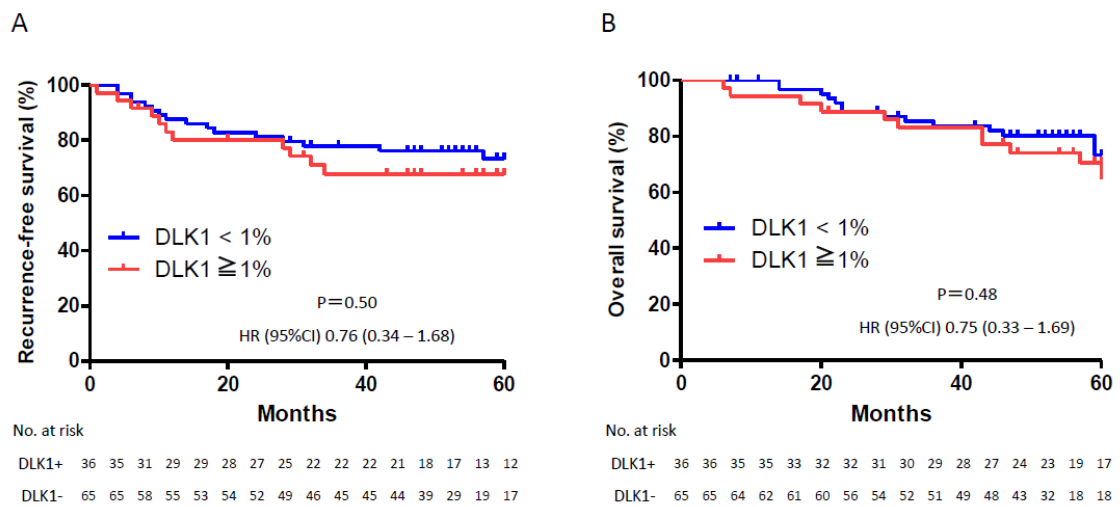 A
B
Recurrence-free survival (%)
100
80
60
40
20
0
DLK1 < 1%
DLK1 ≧1%
P=0.50
HR (95%CI) 0.76 (0.34 – 1.68)
0 20 40 60
Months
No. at risk
DLK1+ 36 35 31 29 29 28 27 25 22 22 22 21 18 17 13 12
DLK1- 65 65 58 55 53 54 52 49 46 45 45 44 39 29 19 17
Overall survival (%)
100
80
60
40
20
0
DLK1 < 1%
DLK1 ≧1%
P=0.48
HR (95%CI) 0.75 (0.33 – 1.69)
0 20 40 60
Months
No. at risk
DLK1+ 36 36 35 35 33 32 32 31 30 29 28 27 24 23 19 17
DLK1- 65 65 64 62 61 60 56 54 52 51 49 48 43 32 18 18